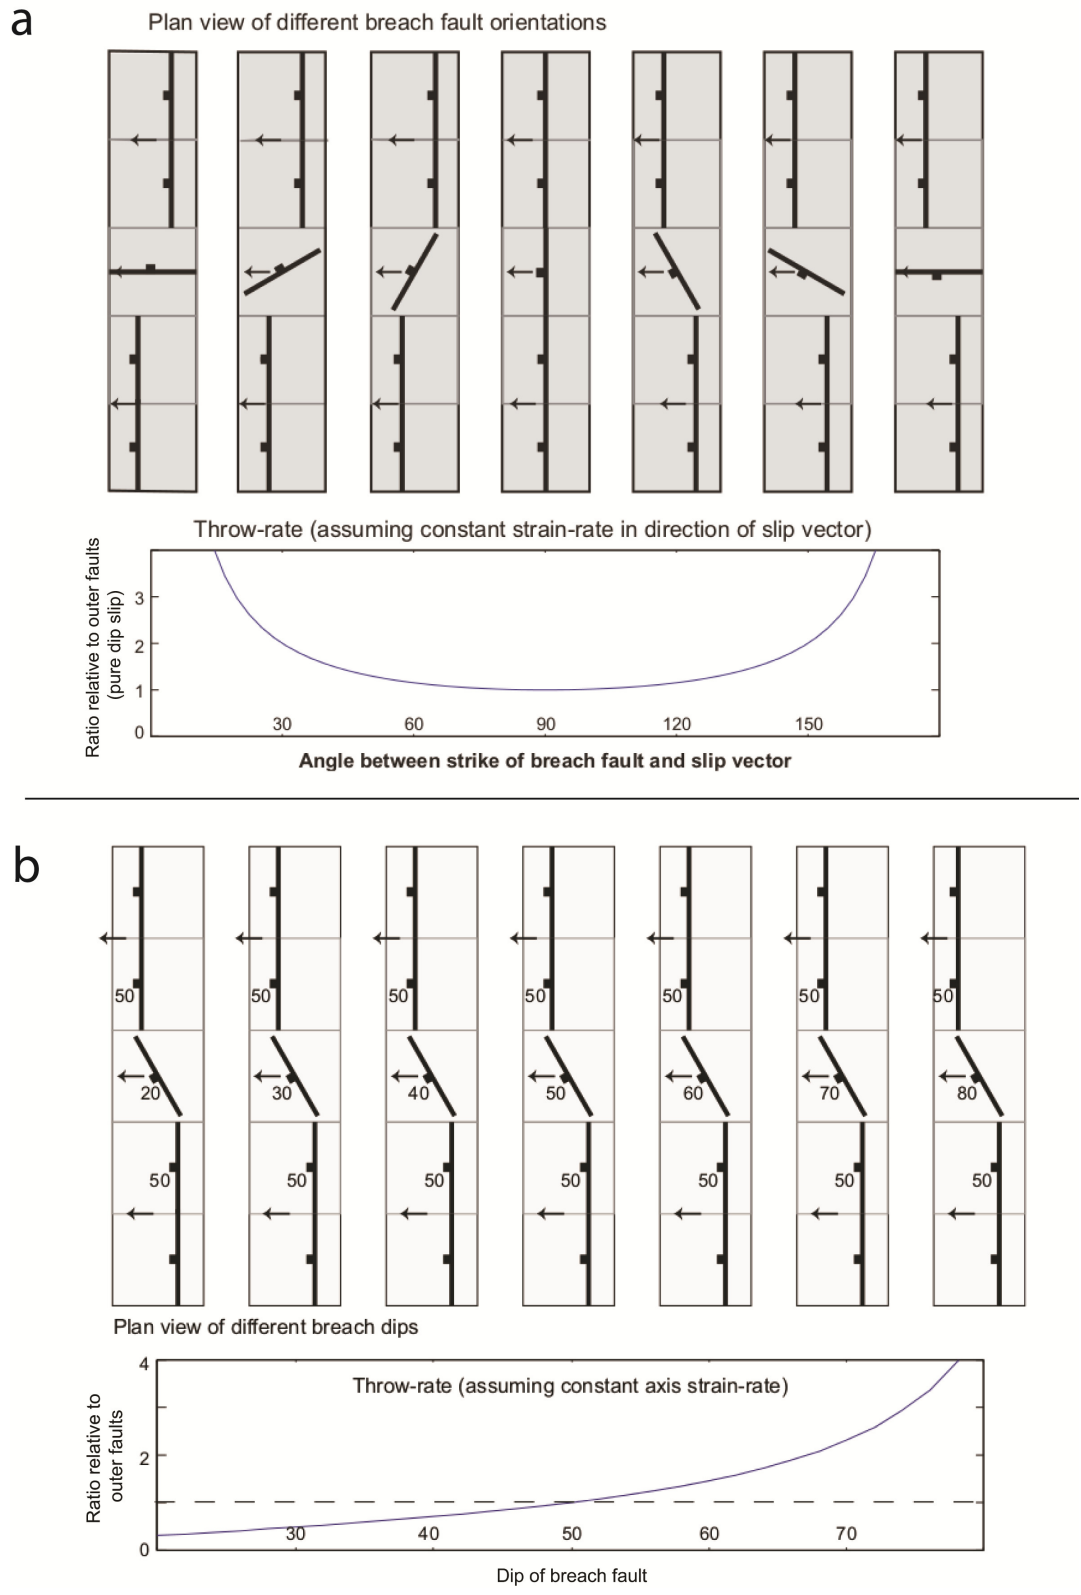 a
Plan view of different breach fault orientations
Throw-rate (assuming constant strain-rate in direction of slip vector)
Ratio relative to outer faults
(pure dip slip)
3
2
1
0
30 60 90 120 150
Angle between strike of breach fault and slip vector
b
50 50 50 50 50 50 50
20 30 40 50 60 70 80
50 50 50 50 50 50 50
Plan view of different breach dips
Throw-rate (assuming constant axis strain-rate)
Ratio relative to
outer faults
4
2
0
30 40 50 60 70
Dip of breach fault